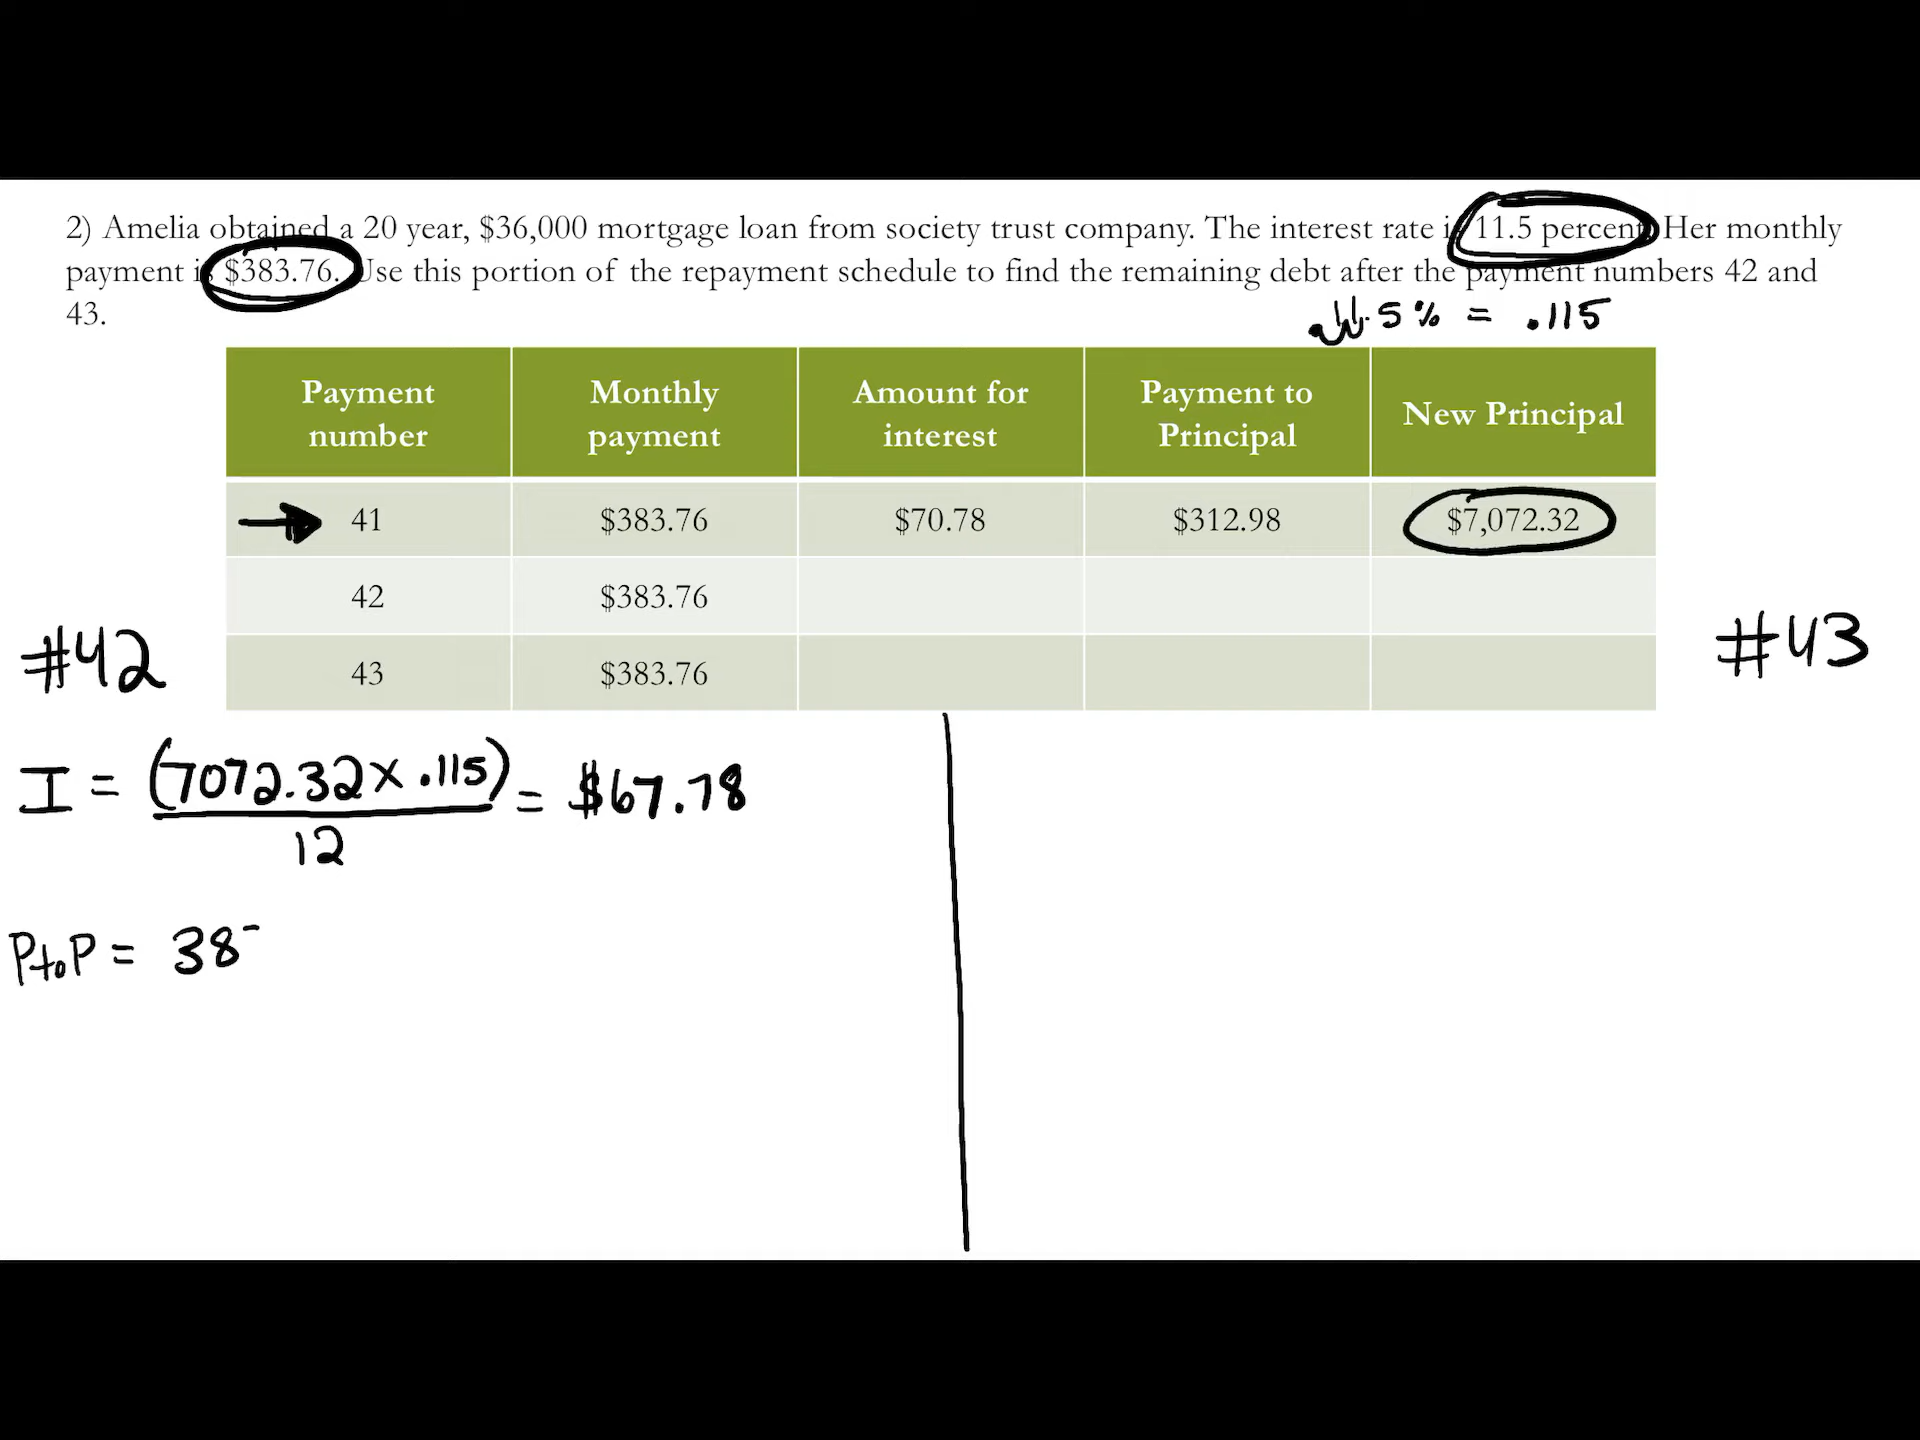 2) Amelia obtained a 20 year, $36,000 mortgage loan from society trust company. The interest rate is 11.5 percent. Her monthly
payment is $383.76. Use this portion of the repayment schedule to find the remaining debt after the payment numbers 42 and
43.
11.5% = .115
Payment number Monthly payment Amount for interest Payment to Principal New Principal
41 $383.76 $70.78 $312.98 $7,072.32
42 $383.76
43 $383.76
#42
#43
I = (7072.32 x .115) = $67.78
12
PtoP = 38